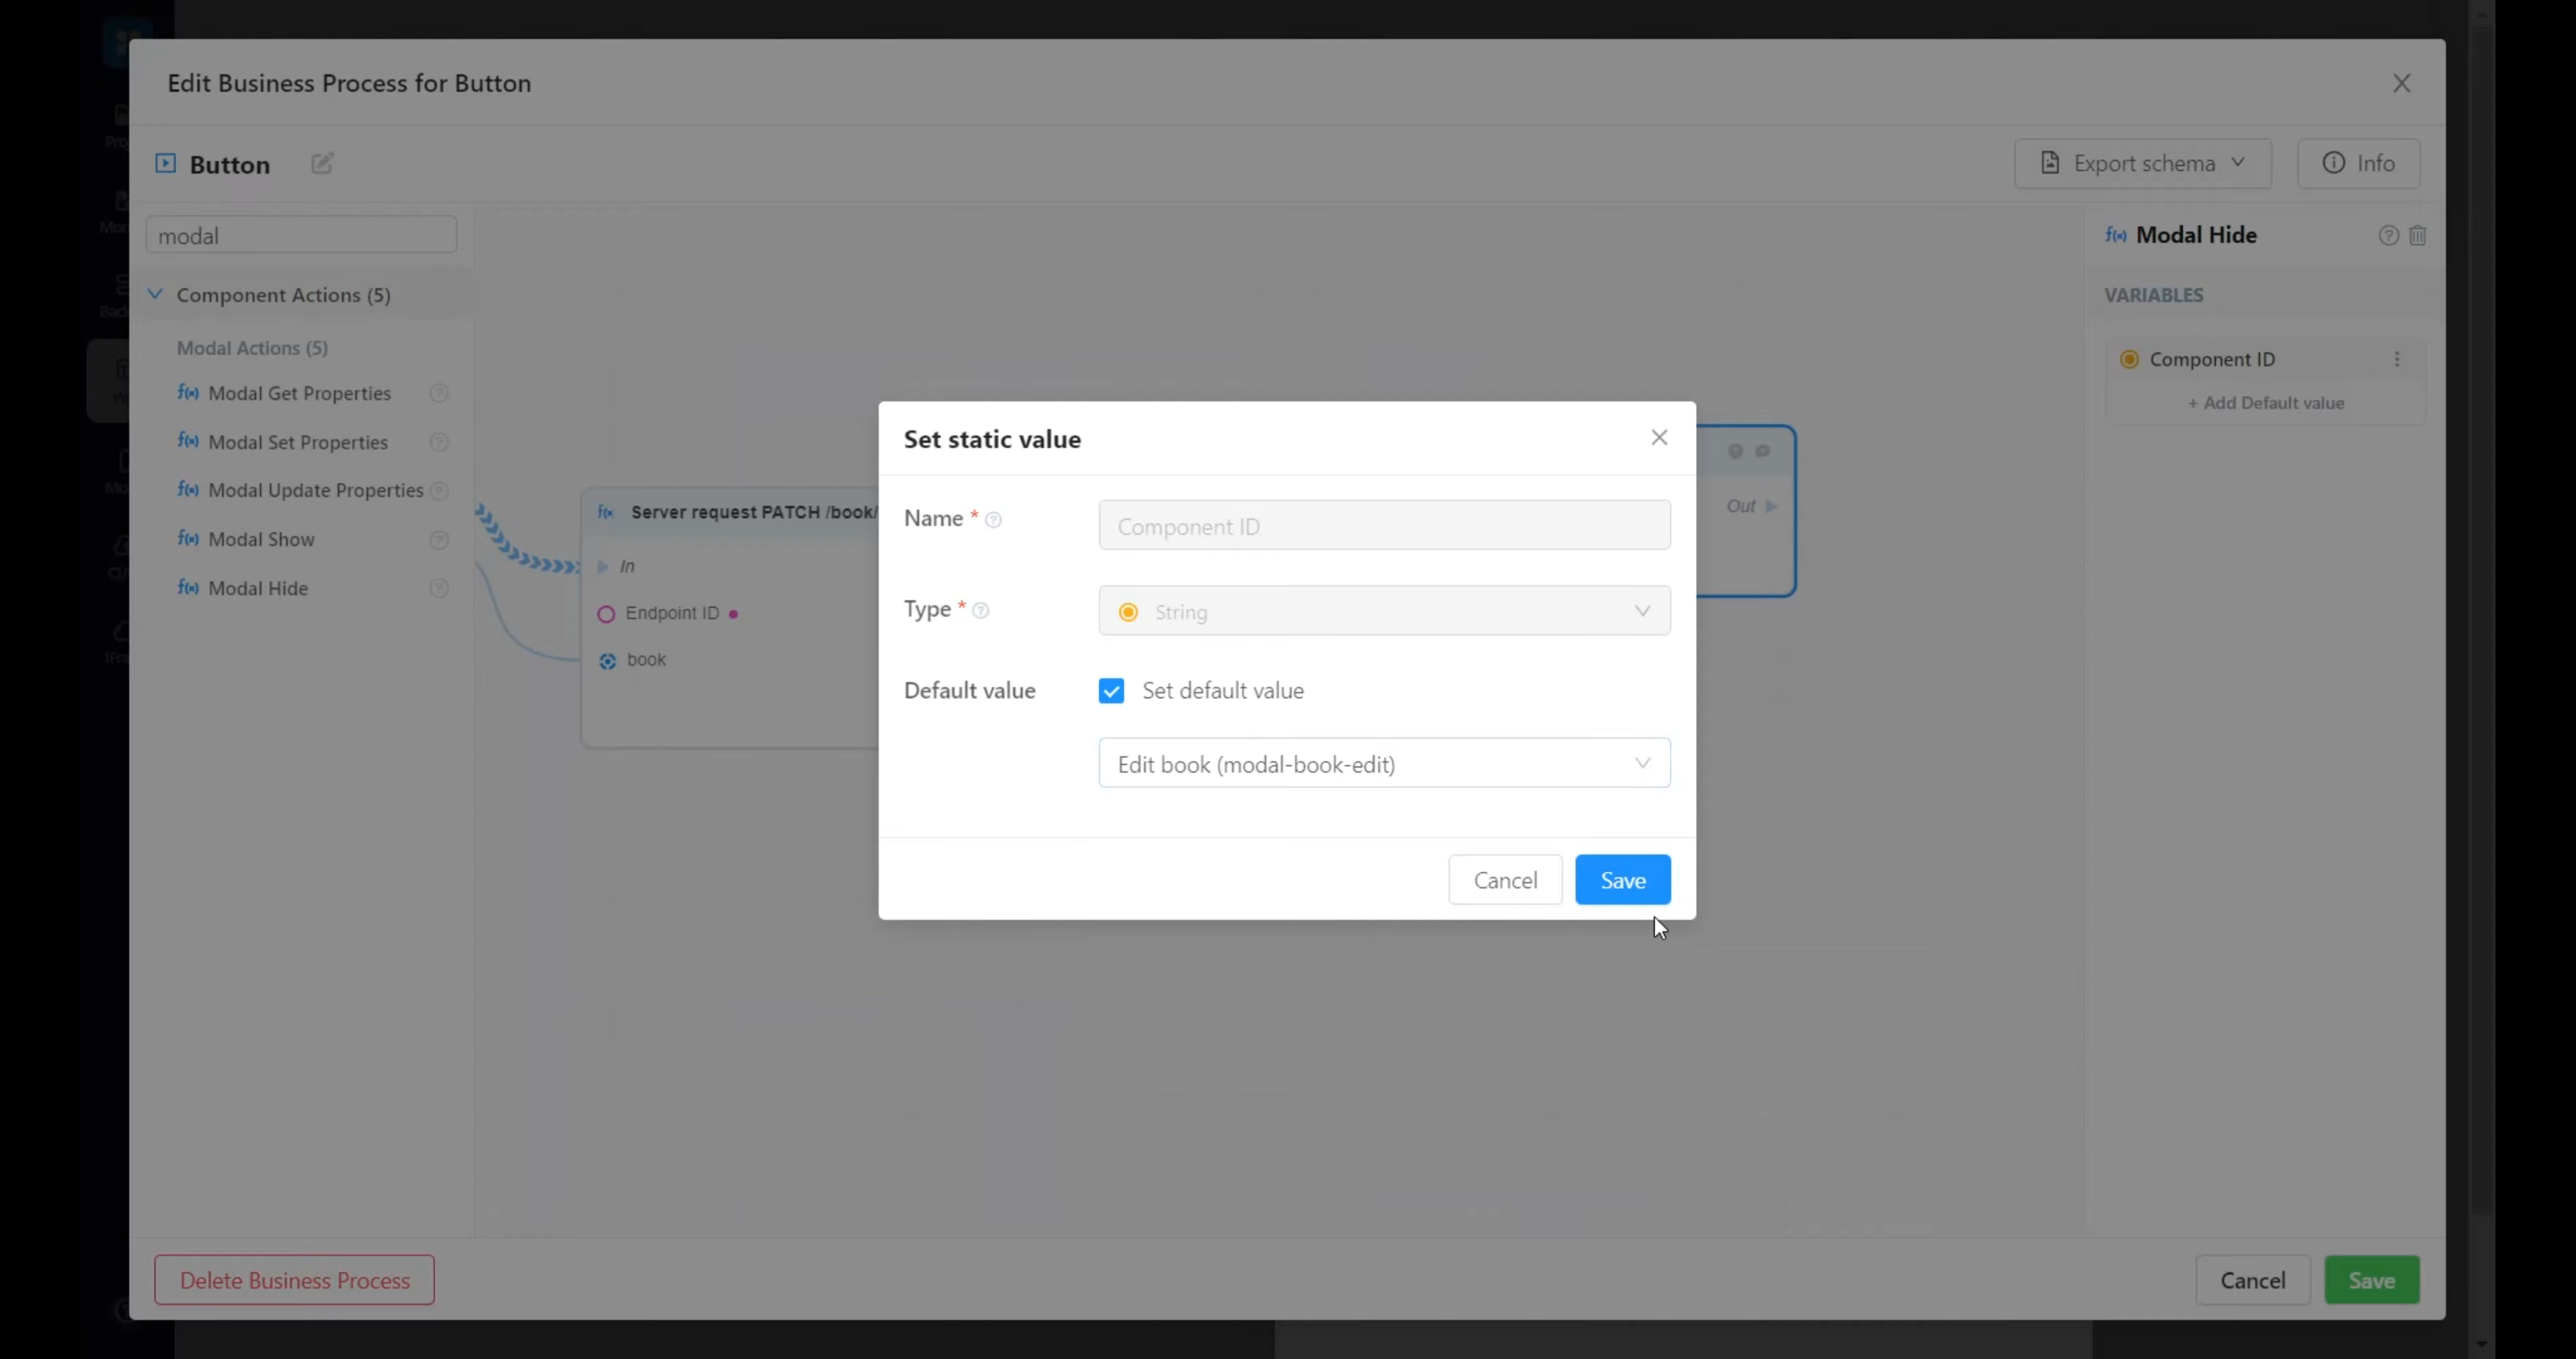 Edit Business Process for Button
Button
Export schema
Info
modal
Component Actions (5)
Modal Actions (5)
f(x) Modal Get Properties
f(x) Modal Set Properties
f(x) Modal Update Properties
f(x) Modal Show
f(x) Modal Hide
f(x) Server request PATCH /book/
In
Endpoint ID
book
Out
Set static value
Name *
Component ID
Type *
String
Default value
Set default value
Edit book (modal-book-edit)
Cancel
Save
f(x) Modal Hide
VARIABLES
Component ID
+ Add Default value
Delete Business Process
Cancel
Save